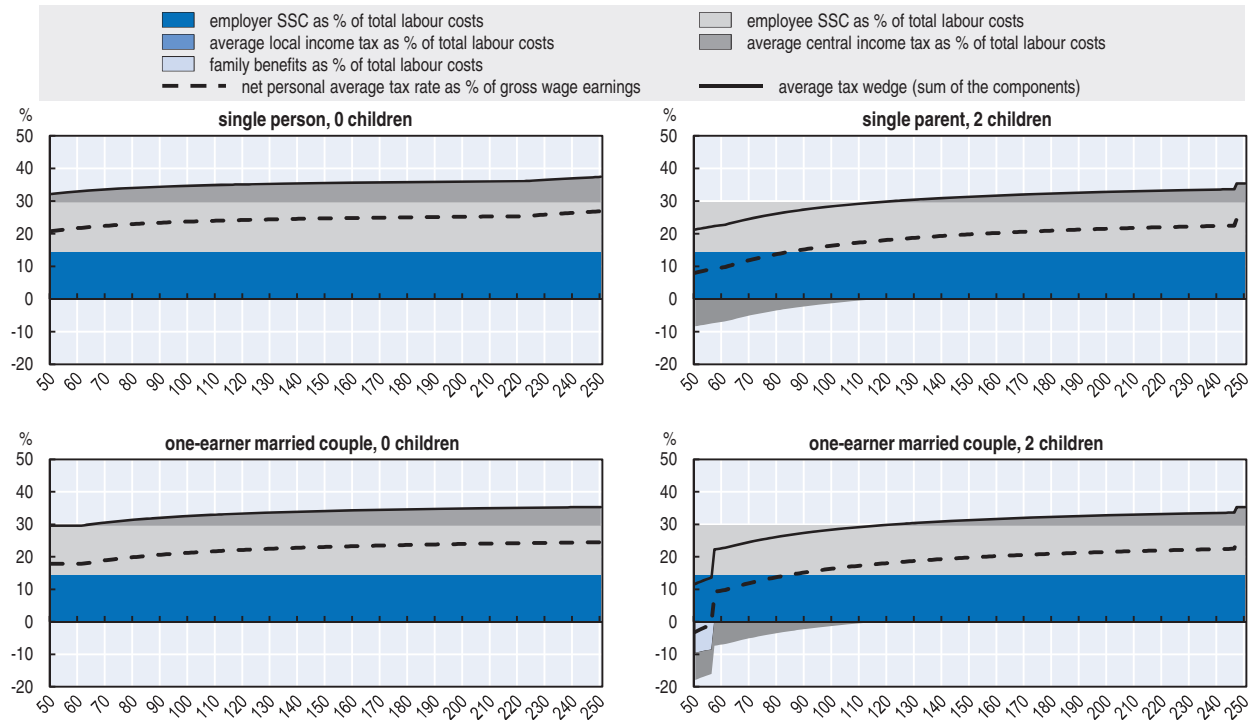 employer SSC as % of total labour costs employee SSC as % of total labour costs
average local income tax as % of total labour costs average central income tax as % of total labour costs
family benefits as % of total labour costs
net personal average tax rate as % of gross wage earnings average tax wedge (sum of the components)
% single person, 0 children
50
40
30
20
10
0
-10
-20
50 60 70 80 90 100 110 120 130 140 150 160 170 180 190 200 210 220 230 240 250
% single parent, 2 children
50
40
30
20
10
0
-10
-20
50 60 70 80 90 100 110 120 130 140 150 160 170 180 190 200 210 220 230 240 250
% one-earner married couple, 0 children
50
40
30
20
10
0
-10
-20
50 60 70 80 90 100 110 120 130 140 150 160 170 180 190 200 210 220 230 240 250
% one-earner married couple, 2 children
50
40
30
20
10
0
-10
-20
50 60 70 80 90 100 110 120 130 140 150 160 170 180 190 200 210 220 230 240 250